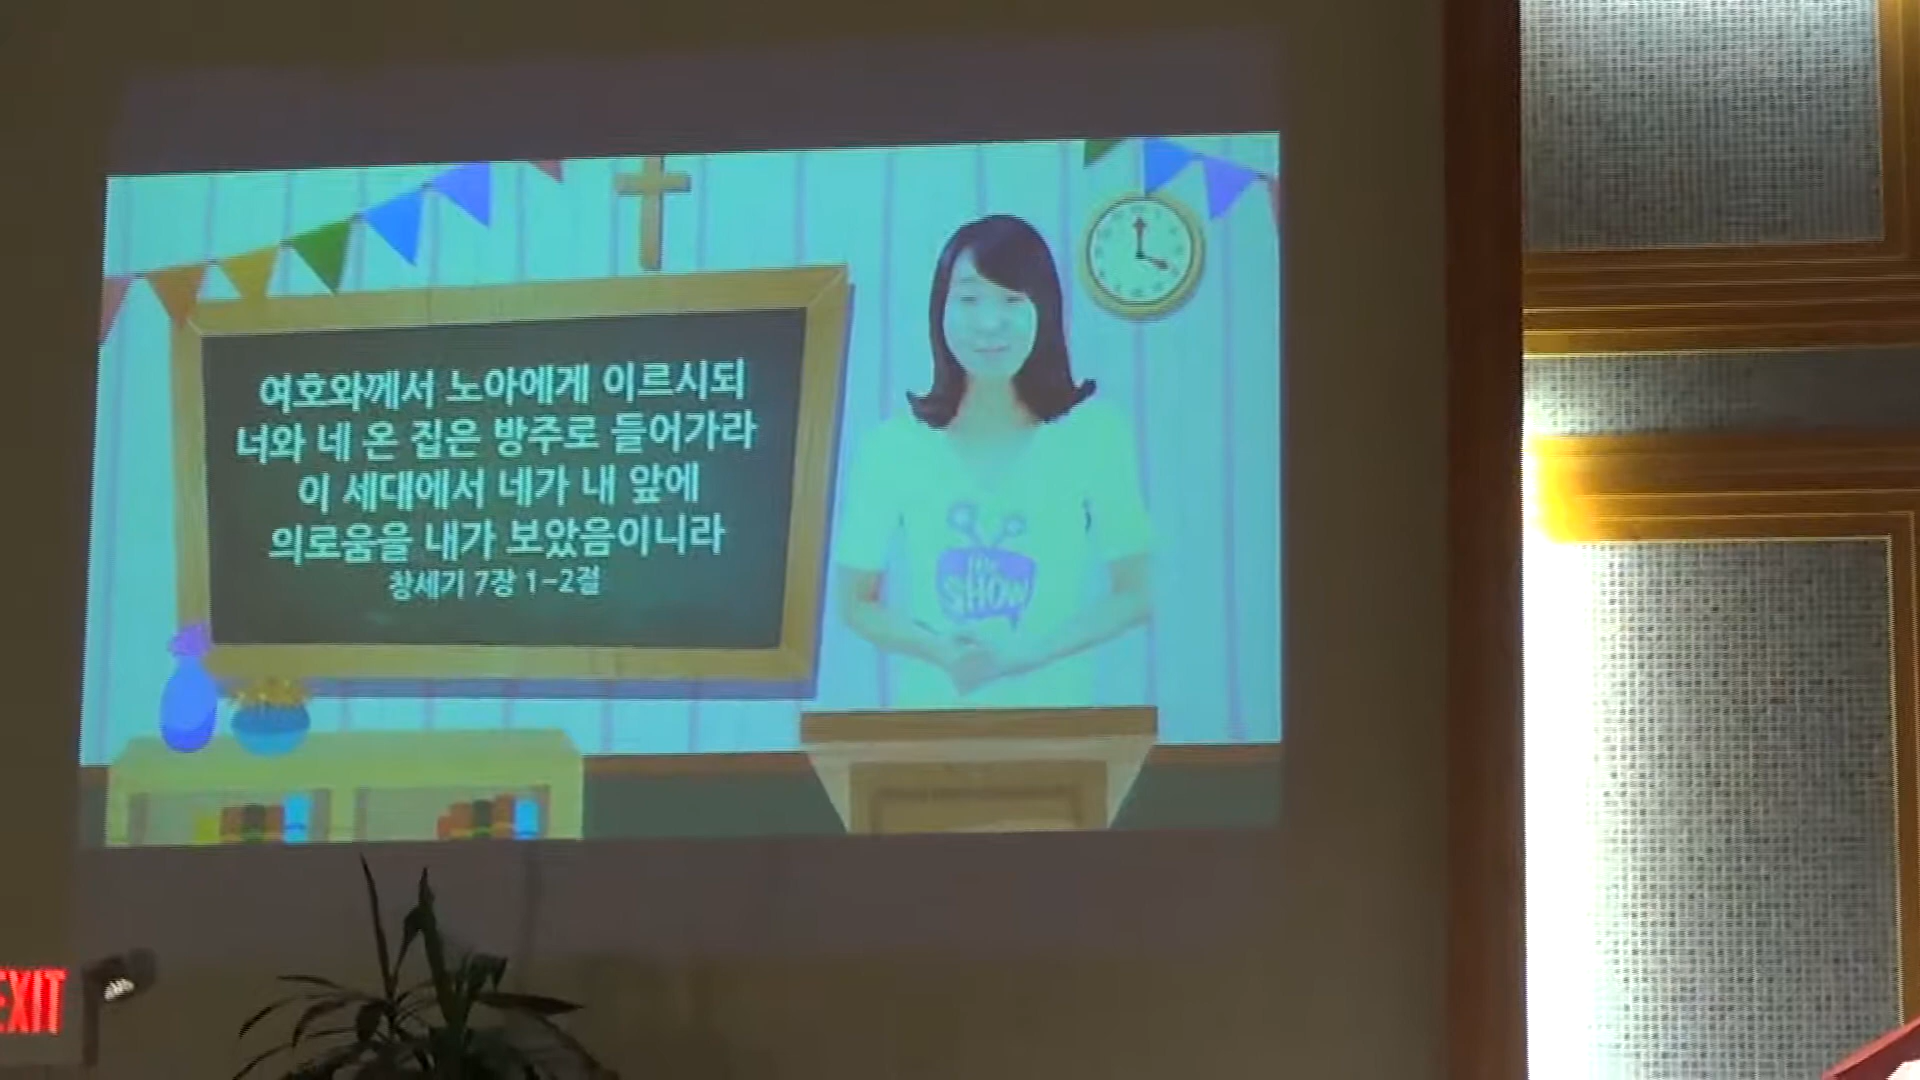 여호와께서 노아에게 이르시되
너와 네 온 집은 방주로 들어가라
이 세대에서 네가 내 앞에
의로움을 내가 보았음이니라
창세기 7장 1-2절
THE
SHOW
EXIT